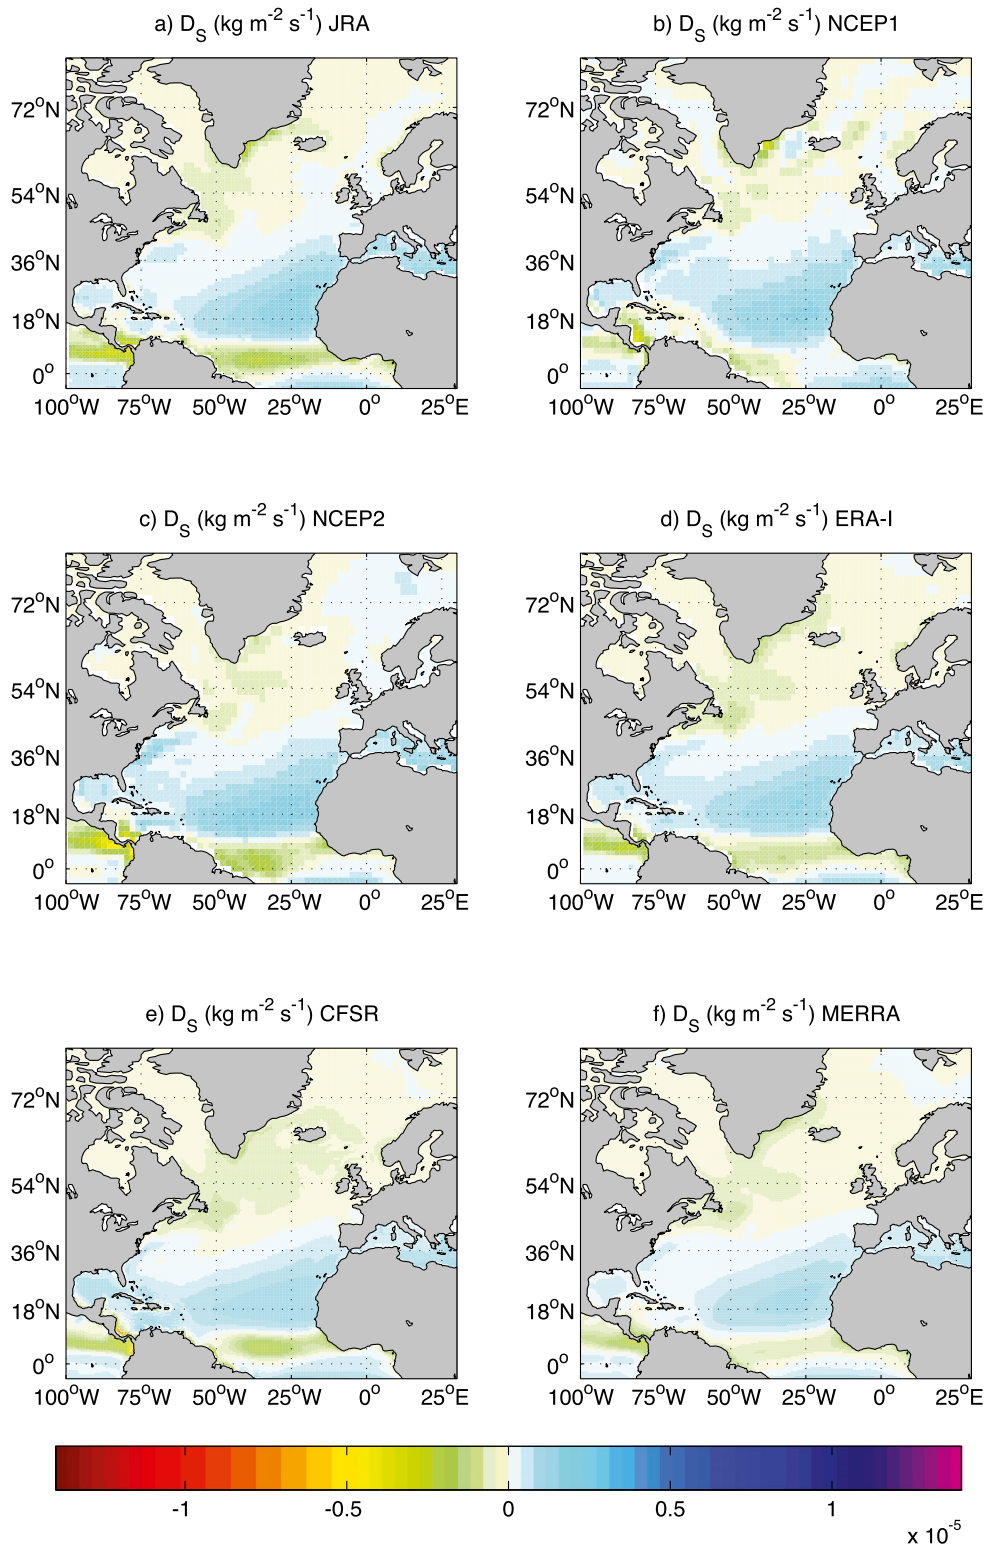 a) D_S (kg m^-2 s^-1) JRA
b) D_S (kg m^-2 s^-1) NCEP1
72°N
54°N
36°N
18°N
0°
100°W 75°W 50°W 25°W 0° 25°E
72°N
54°N
36°N
18°N
0°
100°W 75°W 50°W 25°W 0° 25°E
c) D_S (kg m^-2 s^-1) NCEP2
d) D_S (kg m^-2 s^-1) ERA-I
72°N
54°N
36°N
18°N
0°
100°W 75°W 50°W 25°W 0° 25°E
72°N
54°N
36°N
18°N
0°
100°W 75°W 50°W 25°W 0° 25°E
e) D_S (kg m^-2 s^-1) CFSR
f) D_S (kg m^-2 s^-1) MERRA
72°N
54°N
36°N
18°N
0°
100°W 75°W 50°W 25°W 0° 25°E
72°N
54°N
36°N
18°N
0°
100°W 75°W 50°W 25°W 0° 25°E
-1 -0.5 0 0.5 1
x 10^-5